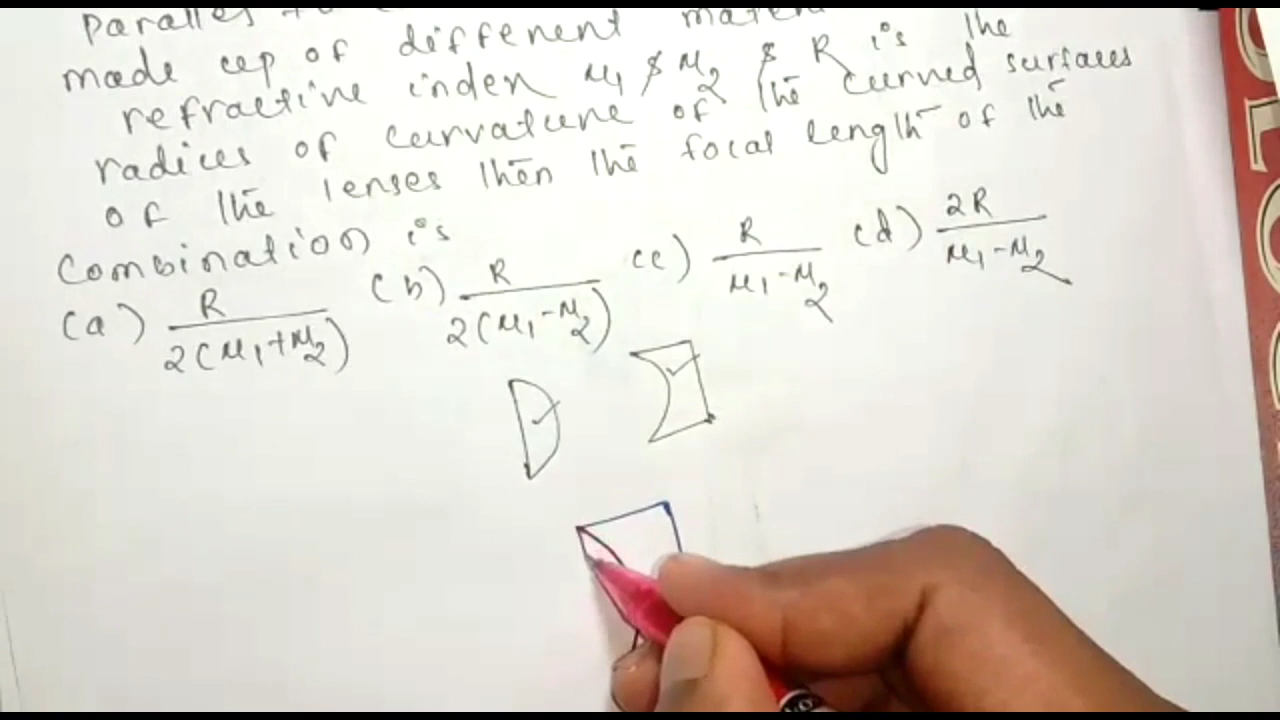 made up of different
refractive index μ1 & μ2 & R is the
radius of curvature of the curved surfaces
of the lenses then the focal length of the
Combination is
(a) R / 2(μ1+μ2) (b) R / 2(μ1-μ2) (c) R / μ1-μ2 (d) 2R / μ1-μ2